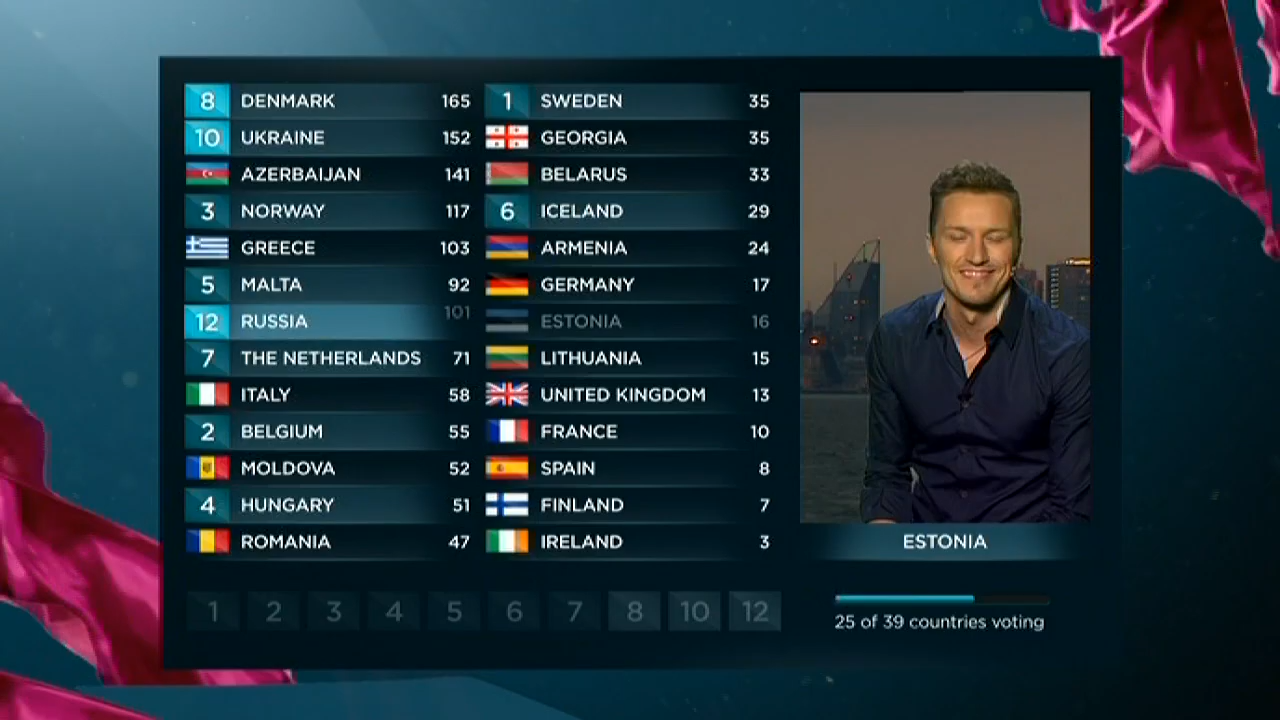 8 DENMARK 165
10 UKRAINE 152
AZERBAIJAN 141
3 NORWAY 117
GREECE 103
5 MALTA 92
12 RUSSIA 101
7 THE NETHERLANDS 71
ITALY 58
2 BELGIUM 55
MOLDOVA 52
4 HUNGARY 51
ROMANIA 47
1 SWEDEN 35
GEORGIA 35
BELARUS 33
6 ICELAND 29
ARMENIA 24
GERMANY 17
ESTONIA 16
LITHUANIA 15
UNITED KINGDOM 13
FRANCE 10
SPAIN 8
FINLAND 7
IRELAND 3
ESTONIA
1 2 3 4 5 6 7 8 10 12
25 of 39 countries voting